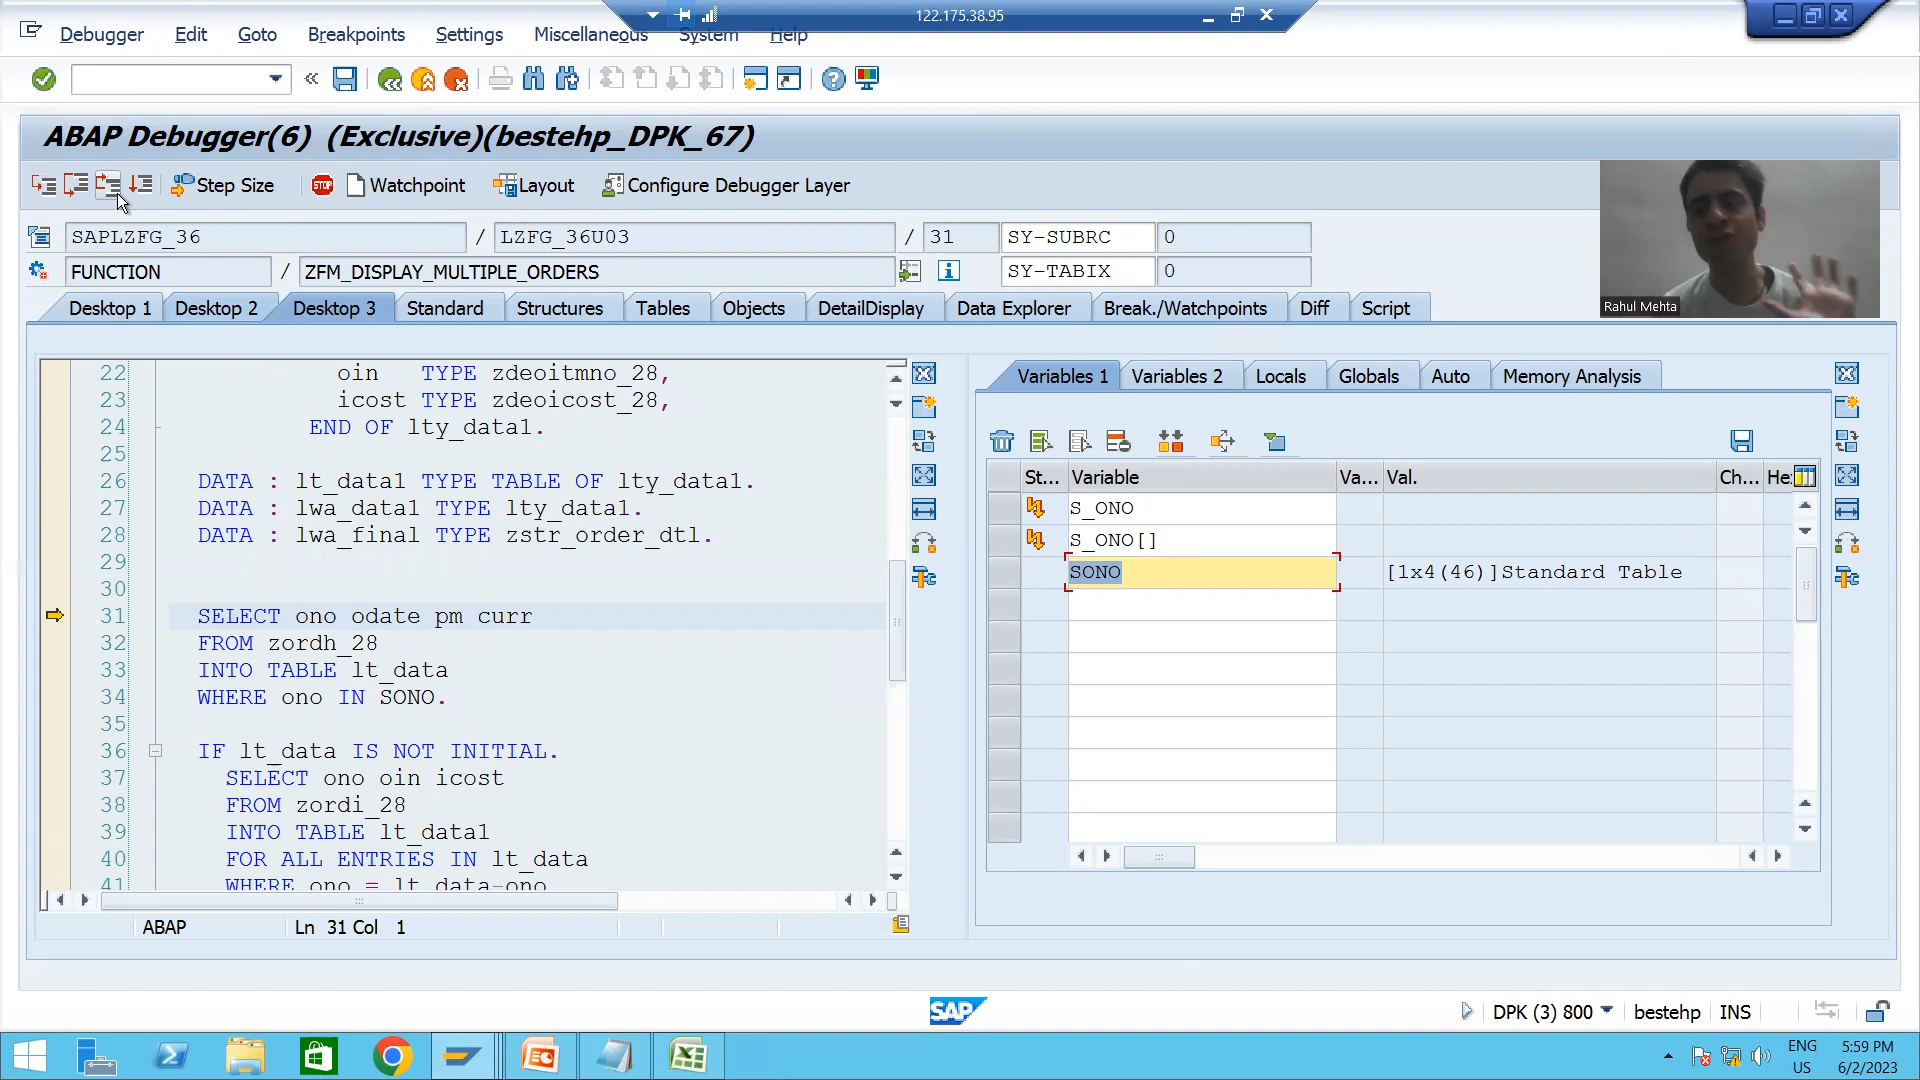 122.175.38.95
Debugger Edit Goto Breakpoints Settings Miscellaneous System Help
ABAP Debugger(6) (Exclusive)(bestehp_DPK_67)
Step Size STOP Watchpoint Layout Configure Debugger Layer
SAPLZFG_36 / LZFG_36U03 / 31 SY-SUBRC 0
FUNCTION / ZFM_DISPLAY_MULTIPLE_ORDERS SY-TABIX 0
Rahul Mehta
Desktop 1 Desktop 2 Desktop 3 Standard Structures Tables Objects DetailDisplay Data Explorer Break./Watchpoints Diff Script
Variables 1 Variables 2 Locals Globals Auto Memory Analysis
St... Variable Va... Val. Ch... Hex
S_ONO
S_ONO[]
SONO [1x4(46)]Standard Table
22 oin TYPE zdeoitmno_28,
23 icost TYPE zdeoicost_28,
24 END OF lty_data1.
25
26 DATA : lt_data1 TYPE TABLE OF lty_data1.
27 DATA : lwa_data1 TYPE lty_data1.
28 DATA : lwa_final TYPE zstr_order_dtl.
29
30
31 SELECT ono odate pm curr
32 FROM zordh_28
33 INTO TABLE lt_data
34 WHERE ono IN SONO.
35
36 IF lt_data IS NOT INITIAL.
37 SELECT ono oin icost
38 FROM zordi_28
39 INTO TABLE lt_data1
40 FOR ALL ENTRIES IN lt_data
41 WHERE ono = lt_data-ono
ABAP Ln 31 Col 1
SAP
DPK (3) 800 bestehp INS
ENG 5:59 PM
US 6/2/2023